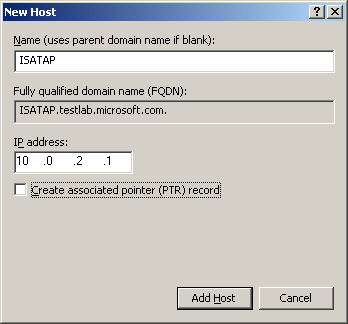 New Host
Name (uses parent domain name if blank):
ISATAP
Fully qualified domain name (FQDN):
ISATAP.testlab.microsoft.com.
IP address:
10 .0 .2 .1
Create associated pointer (PTR) record
Add Host Cancel